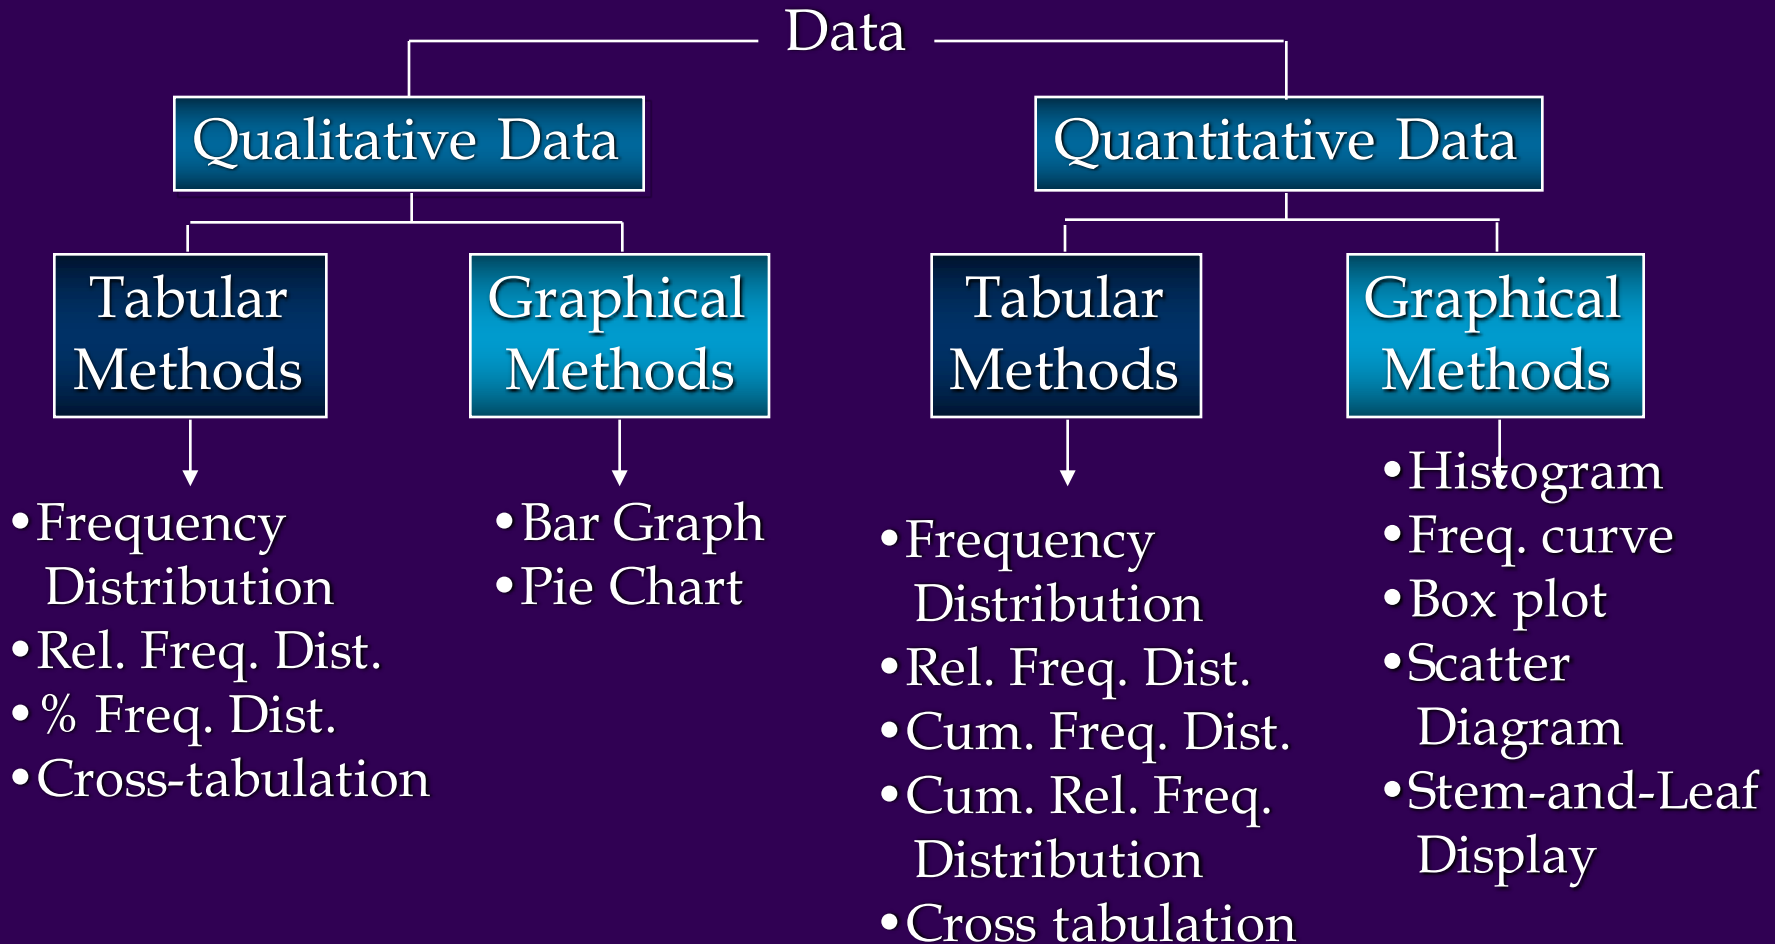 Data
Qualitative Data
Quantitative Data
Tabular
Methods
Graphical
Methods
Tabular
Methods
Graphical
Methods
•Frequency
Distribution
•Rel. Freq. Dist.
•% Freq. Dist.
•Cross-tabulation
•Bar Graph
•Pie Chart
•Frequency
Distribution
•Rel. Freq. Dist.
•Cum. Freq. Dist.
•Cum. Rel. Freq.
Distribution
•Cross tabulation
•Histogram
•Freq. curve
•Box plot
•Scatter
Diagram
•Stem-and-Leaf
Display